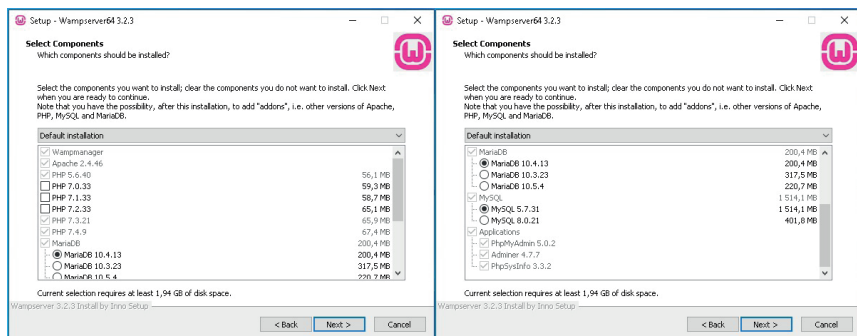 Setup - Wampserver64 3.2.3
Select Components
Which components should be installed?
Select the components you want to install; clear the components you do not want to install. Click Next
when you are ready to continue.
Note that you have the possibility, after this installation, to add "addons", i.e. other versions of Apache,
PHP, MySQL and MariaDB.
Default installation
Wampmanager
Apache 2.4.46
PHP 5.6.40 56,1 MB
PHP 7.0.33 59,3 MB
PHP 7.1.33 58,7 MB
PHP 7.2.33 65,1 MB
PHP 7.3.21 65,9 MB
PHP 7.4.9 67,4 MB
MariaDB 200,4 MB
MariaDB 10.4.13 200,4 MB
MariaDB 10.3.23 317,5 MB
MariaDB 10.5.4 220,7 MB
Current selection requires at least 1,94 GB of disk space.
Wampserver 3.2.3 Install by Inno Setup
< Back Next > Cancel
Setup - Wampserver64 3.2.3
Select Components
Which components should be installed?
Select the components you want to install; clear the components you do not want to install. Click Next
when you are ready to continue.
Note that you have the possibility, after this installation, to add "addons", i.e. other versions of Apache,
PHP, MySQL and MariaDB.
Default installation
MariaDB 200,4 MB
MariaDB 10.4.13 200,4 MB
MariaDB 10.3.23 317,5 MB
MariaDB 10.5.4 220,7 MB
MySQL 1 514,1 MB
MySQL 5.7.31 1 514,1 MB
MySQL 8.0.21 401,8 MB
Applications
PhpMyAdmin 5.0.2
Adminer 4.7.7
PhpSysInfo 3.3.2
Current selection requires at least 1,94 GB of disk space.
Wampserver 3.2.3 Install by Inno Setup
< Back Next > Cancel